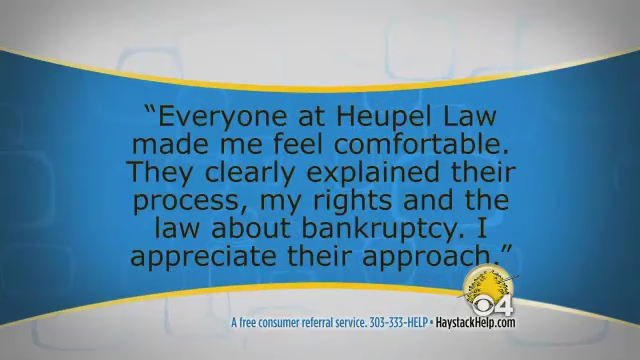 “Everyone at Heupel Law
made me feel comfortable.
They clearly explained their
process, my rights and the
law about bankruptcy. I
appreciate their approach.”
4
A free consumer referral service. 303-333-HELP • HaystackHelp.com